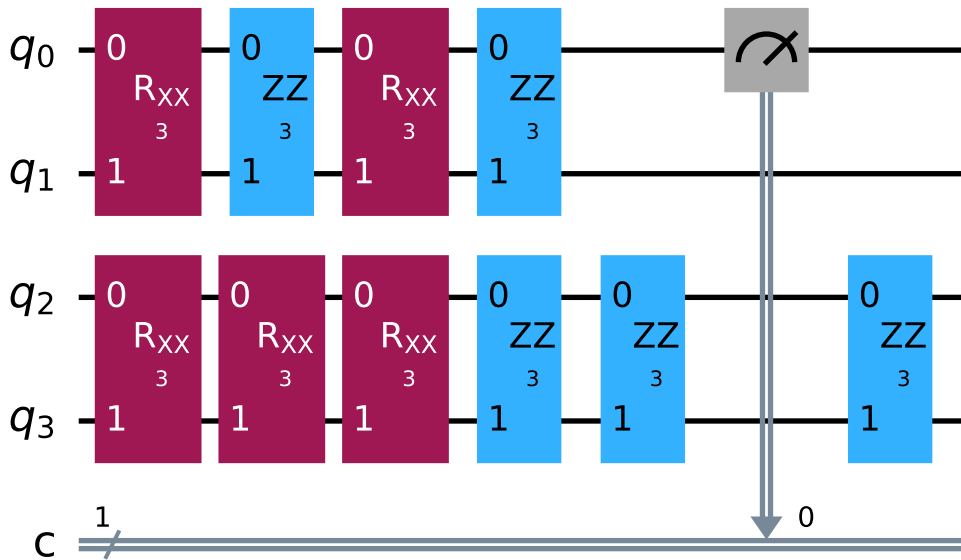 q0 0 0 0 0
RXX ZZ RXX ZZ
3 3 3 3
q1 1 1 1 1
q2 0 0 0 0 0 0
RXX RXX RXX ZZ ZZ ZZ
3 3 3 3 3 3
q3 1 1 1 1 1 1
1 0
c